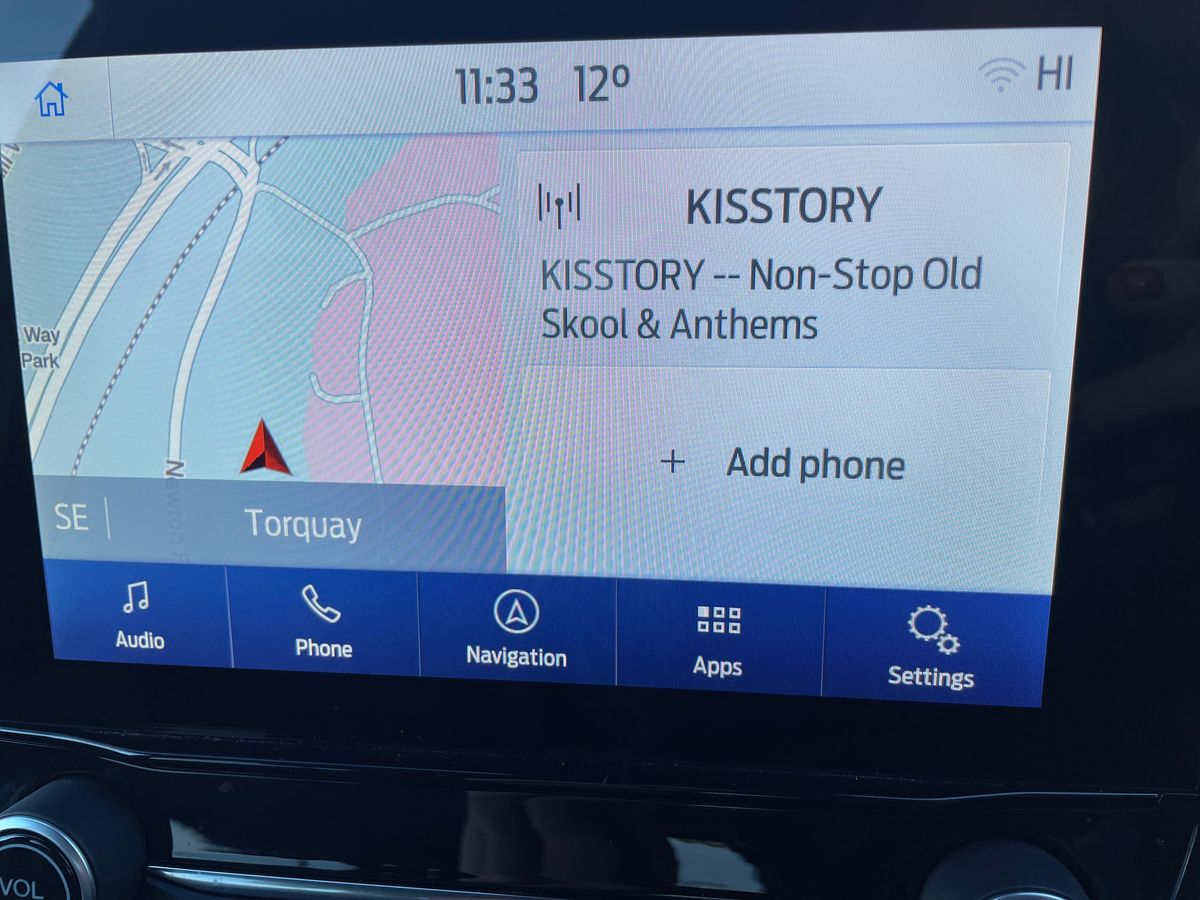 11:33 12º HI
Way
Park
KISSTORY
KISSTORY -- Non-Stop Old
Skool & Anthems
+ Add phone
SE
Torquay
Audio
Phone
Navigation
Apps
Settings
VOL